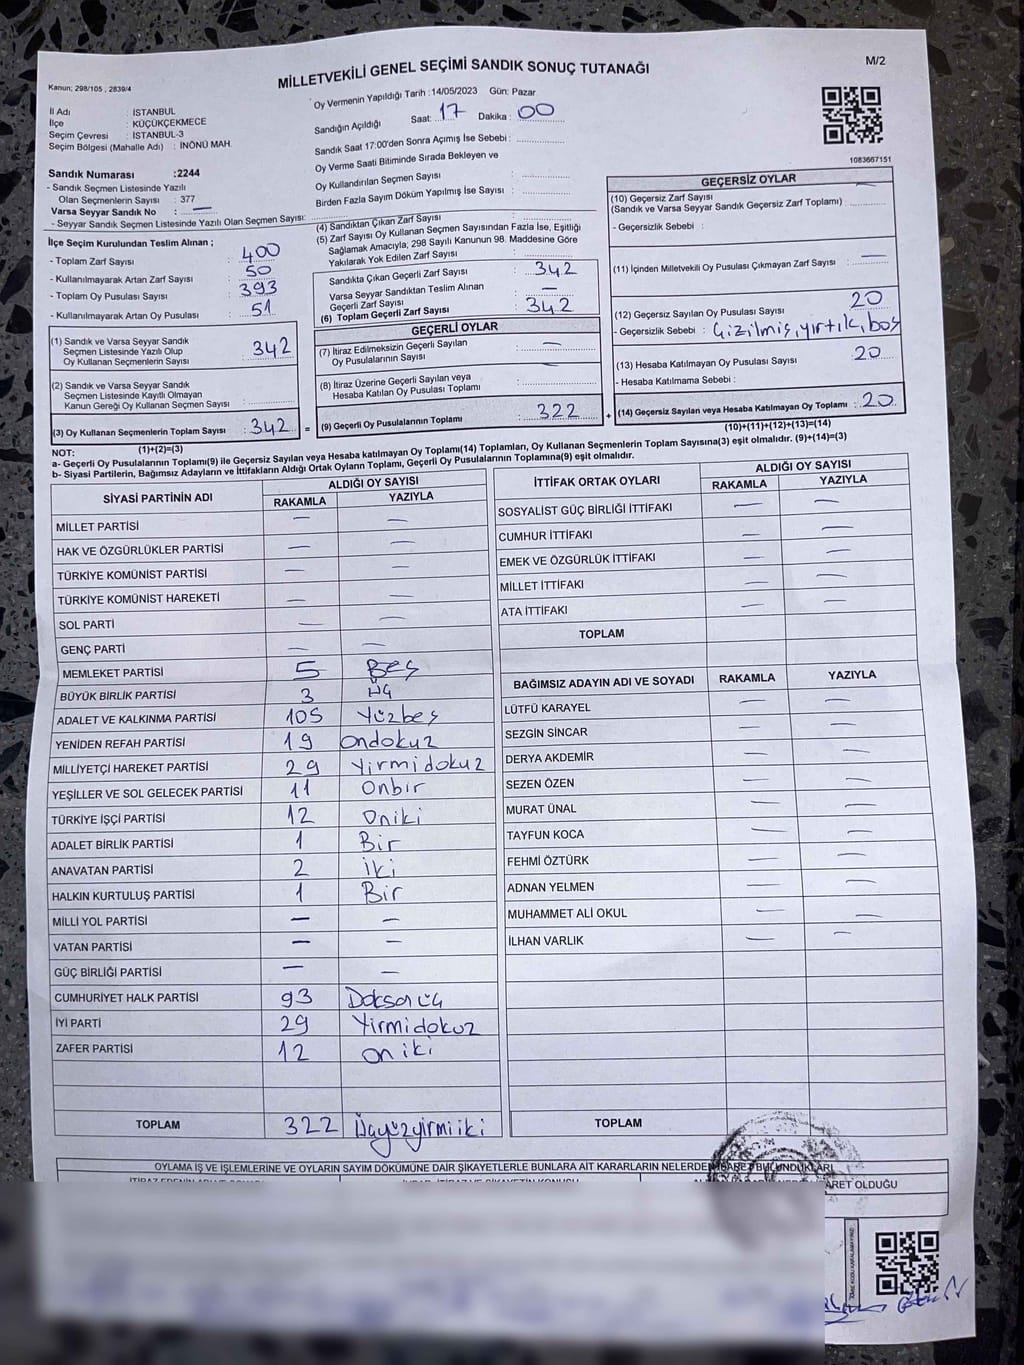 M/2
Kanun; 298/105 , 2839/4
MİLLETVEKİLİ GENEL SEÇİMİ SANDIK SONUÇ TUTANAĞI
Oy Vermenin Yapıldığı Tarih :14/05/2023 Gün: Pazar
İl Adı : İSTANBUL
İlçe : KÜÇÜKÇEKMECE
Seçim Çevresi : İSTANBUL-3
Seçim Bölgesi (Mahalle Adı) : İNÖNÜ MAH.
Sandık Numarası :2244
- Sandık Seçmen Listesinde Yazılı
Olan Seçmenlerin Sayısı : 377
Varsa Seyyar Sandık No : —
- Seyyar Sandık Seçmen Listesinde Yazılı Olan Seçmen Sayısı:
Sandığın Açıldığı Saat: 17 Dakika : 00
Sandık Saat 17:00'den Sonra Açımış İse Sebebi :
Oy Verme Saati Bitiminde Sırada Bekleyen ve
Oy Kullandırılan Seçmen Sayısı :
Birden Fazla Sayım Döküm Yapılmış İse Sayısı :
1083667151
İlçe Seçim Kurulundan Teslim Alınan ;
- Toplam Zarf Sayısı : 400
- Kullanılmayarak Artan Zarf Sayısı : 50
- Toplam Oy Pusulası Sayısı : 393
- Kullanılmayarak Artan Oy Pusulası : 51
(1) Sandık ve Varsa Seyyar Sandık
Seçmen Listesinde Yazılı Olup
Oy Kullanan Seçmenlerin Sayısı : 342
(2) Sandık ve Varsa Seyyar Sandık
Seçmen Listesinde Kayıtlı Olmayan
Kanun Gereği Oy Kullanan Seçmen Sayısı :
(3) Oy Kullanan Seçmenlerin Toplam Sayısı : 342
(1)+(2)=(3)
(4) Sandıktan Çıkan Zarf Sayısı :
(5) Zarf Sayısı Oy Kullanan Seçmen Sayısından Fazla İse, Eşitliği
Sağlamak Amacıyla, 298 Sayılı Kanunun 98. Maddesine Göre
Yakılarak Yok Edilen Zarf Sayısı :
Sandıkta Çıkan Geçerli Zarf Sayısı : 342
Varsa Seyyar Sandıktan Teslim Alınan
Geçerli Zarf Sayısı : —
(6) Toplam Geçerli Zarf Sayısı : 342
GEÇERLİ OYLAR
(7) İtiraz Edilmeksizin Geçerli Sayılan
Oy Pusulalarının Sayısı : —
(8) İtiraz Üzerine Geçerli Sayılan veya
Hesaba Katılan Oy Pusulası Toplamı :
= (9) Geçerli Oy Pusulalarının Toplamı : 322 +
GEÇERSİZ OYLAR
(10) Geçersiz Zarf Sayısı
(Sandık ve Varsa Seyyar Sandık Geçersiz Zarf Toplamı) : —
- Geçersizlik Sebebi :
(11) İçinden Milletvekili Oy Pusulası Çıkmayan Zarf Sayısı : —
(12) Geçersiz Sayılan Oy Pusulası Sayısı : 20
- Geçersizlik Sebebi : Çizilmiş, yırtık, boş
(13) Hesaba Katılmayan Oy Pusulası Sayısı : 20
- Hesaba Katılmama Sebebi :
(14) Geçersiz Sayılan veya Hesaba Katılmayan Oy Toplamı : 20
(10)+(11)+(12)+(13)=(14)
NOT:
a- Geçerli Oy Pusulalarının Toplamı(9) ile Geçersiz Sayılan veya Hesaba Katılmayan Oy Toplamı(14) Toplamları, Oy Kullanan Seçmenlerin Toplam Sayısına(3) eşit olmalıdır. (9)+(14)=(3)
b- Siyasi Partilerin, Bağımsız Adayların ve İttifakların Aldığı Ortak Oyların Toplamı, Geçerli Oy Pusulalarının Toplamına(9) eşit olmalıdır.
SİYASİ PARTİNİN ADI ALDIĞI OY SAYISI
RAKAMLA YAZIYLA
MİLLET PARTİSİ — —
HAK VE ÖZGÜRLÜKLER PARTİSİ — —
TÜRKİYE KOMÜNİST PARTİSİ — —
TÜRKİYE KOMÜNİST HAREKETİ — —
SOL PARTİ — —
GENÇ PARTİ — —
MEMLEKET PARTİSİ 5 Beş
BÜYÜK BİRLİK PARTİSİ 3 Üç
ADALET VE KALKINMA PARTİSİ 105 Yüzbeş
YENİDEN REFAH PARTİSİ 19 Ondokuz
MİLLİYETÇİ HAREKET PARTİSİ 29 Yirmidokuz
YEŞİLLER VE SOL GELECEK PARTİSİ 11 Onbir
TÜRKİYE İŞÇİ PARTİSİ 12 Oniki
ADALET BİRLİK PARTİSİ 1 Bir
ANAVATAN PARTİSİ 2 İki
HALKIN KURTULUŞ PARTİSİ 1 Bir
MİLLİ YOL PARTİSİ — —
VATAN PARTİSİ — —
GÜÇ BİRLİĞİ PARTİSİ — —
CUMHURİYET HALK PARTİSİ 93 Doksanüç
İYİ PARTİ 29 Yirmidokuz
ZAFER PARTİSİ 12 oniki
TOPLAM 322 Üçyüzyirmiiki
İTTİFAK ORTAK OYLARI ALDIĞI OY SAYISI
RAKAMLA YAZIYLA
SOSYALİST GÜÇ BİRLİĞİ İTTİFAKI — —
CUMHUR İTTİFAKI — —
EMEK VE ÖZGÜRLÜK İTTİFAKI — —
MİLLET İTTİFAKI — —
ATA İTTİFAKI — —
TOPLAM
BAĞIMSIZ ADAYIN ADI VE SOYADI RAKAMLA YAZIYLA
LÜTFÜ KARAYEL — —
SEZGİN SİNCAR — —
DERYA AKDEMİR — —
SEZEN ÖZEN — —
MURAT ÜNAL — —
TAYFUN KOCA — —
FEHMİ ÖZTÜRK — —
ADNAN YELMEN — —
MUHAMMET ALİ OKUL — —
İLHAN VARLIK — —
TOPLAM
OYLAMA İŞ VE İŞLEMLERİNE VE OYLARIN SAYIM DÖKÜMÜNE DAİR ŞİKAYETLERLE BUNLARA AİT KARARLARIN NELERDEN İBARET BULUNDUKLARI
ARET OLDUĞU